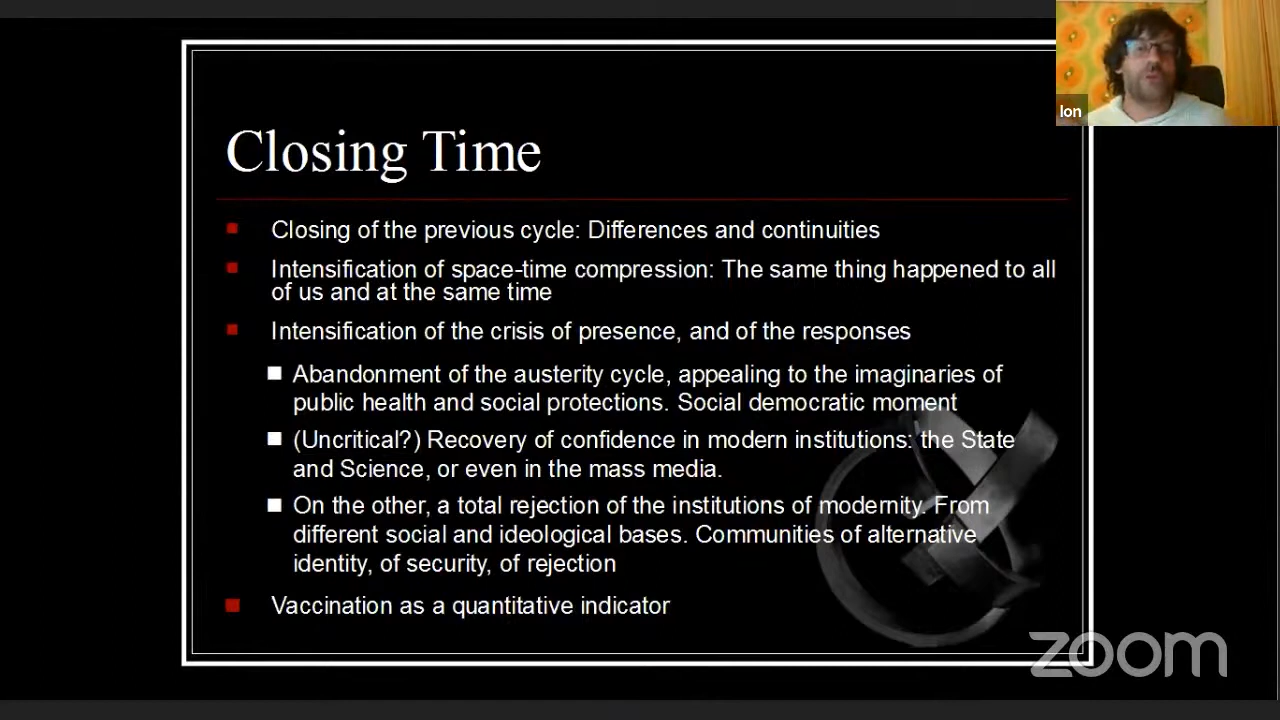 Ion
Closing Time
Closing of the previous cycle: Differences and continuities
Intensification of space-time compression: The same thing happened to all
of us and at the same time
Intensification of the crisis of presence, and of the responses
Abandonment of the austerity cycle, appealing to the imaginaries of
public health and social protections. Social democratic moment
(Uncritical?) Recovery of confidence in modern institutions: the State
and Science, or even in the mass media.
On the other, a total rejection of the institutions of modernity. From
different social and ideological bases. Communities of alternative
identity, of security, of rejection
Vaccination as a quantitative indicator
zoom